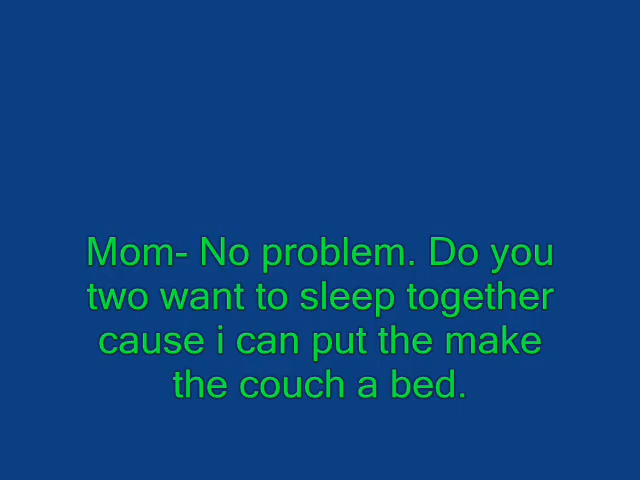 Mom- No problem. Do you
two want to sleep together
cause i can put the make
the couch a bed.